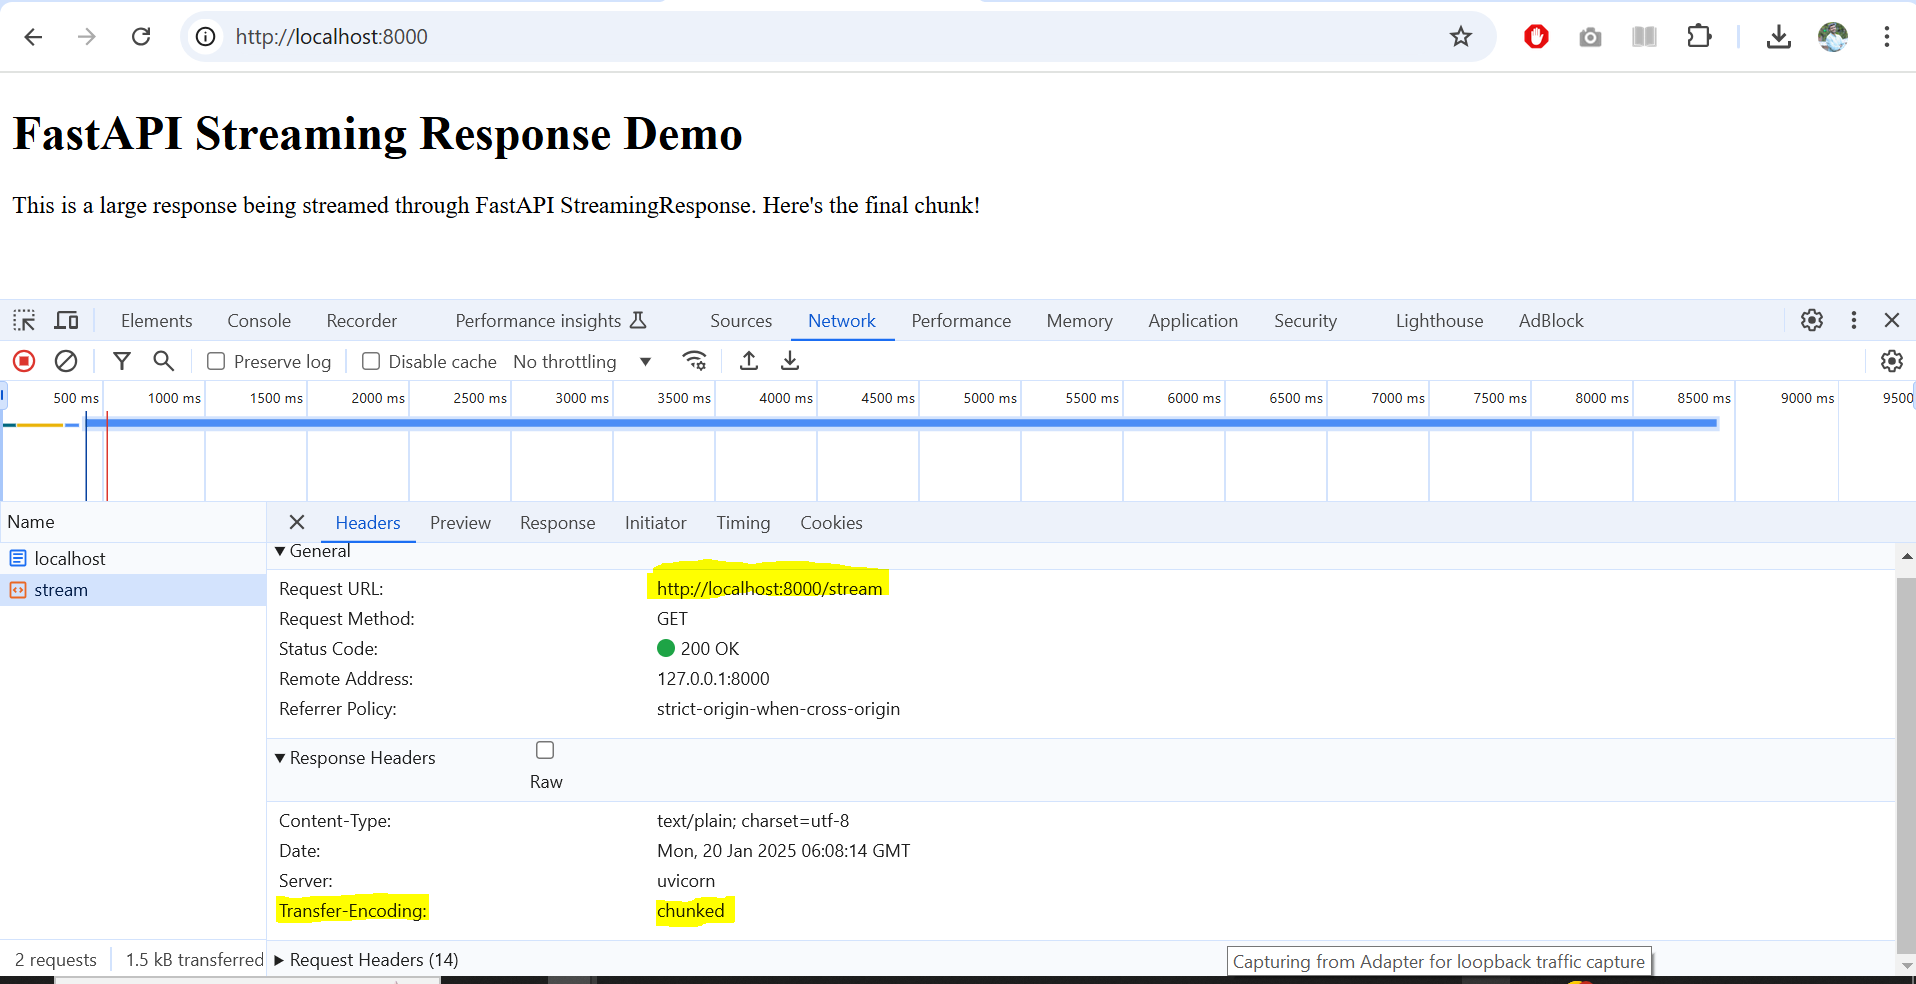 http://localhost:8000
FastAPI Streaming Response Demo
This is a large response being streamed through FastAPI StreamingResponse. Here's the final chunk!
Elements Console Recorder Performance insights Sources Network Performance Memory Application Security Lighthouse AdBlock
Preserve log Disable cache No throttling
500 ms 1000 ms 1500 ms 2000 ms 2500 ms 3000 ms 3500 ms 4000 ms 4500 ms 5000 ms 5500 ms 6000 ms 6500 ms 7000 ms 7500 ms 8000 ms 8500 ms 9000 ms 9500
Name
localhost
stream
Headers Preview Response Initiator Timing Cookies
General
Request URL: http://localhost:8000/stream
Request Method: GET
Status Code: 200 OK
Remote Address: 127.0.0.1:8000
Referrer Policy: strict-origin-when-cross-origin
Response Headers
Raw
Content-Type: text/plain; charset=utf-8
Date: Mon, 20 Jan 2025 06:08:14 GMT
Server: uvicorn
Transfer-Encoding: chunked
Request Headers (14)
2 requests 1.5 kB transferred
Capturing from Adapter for loopback traffic capture